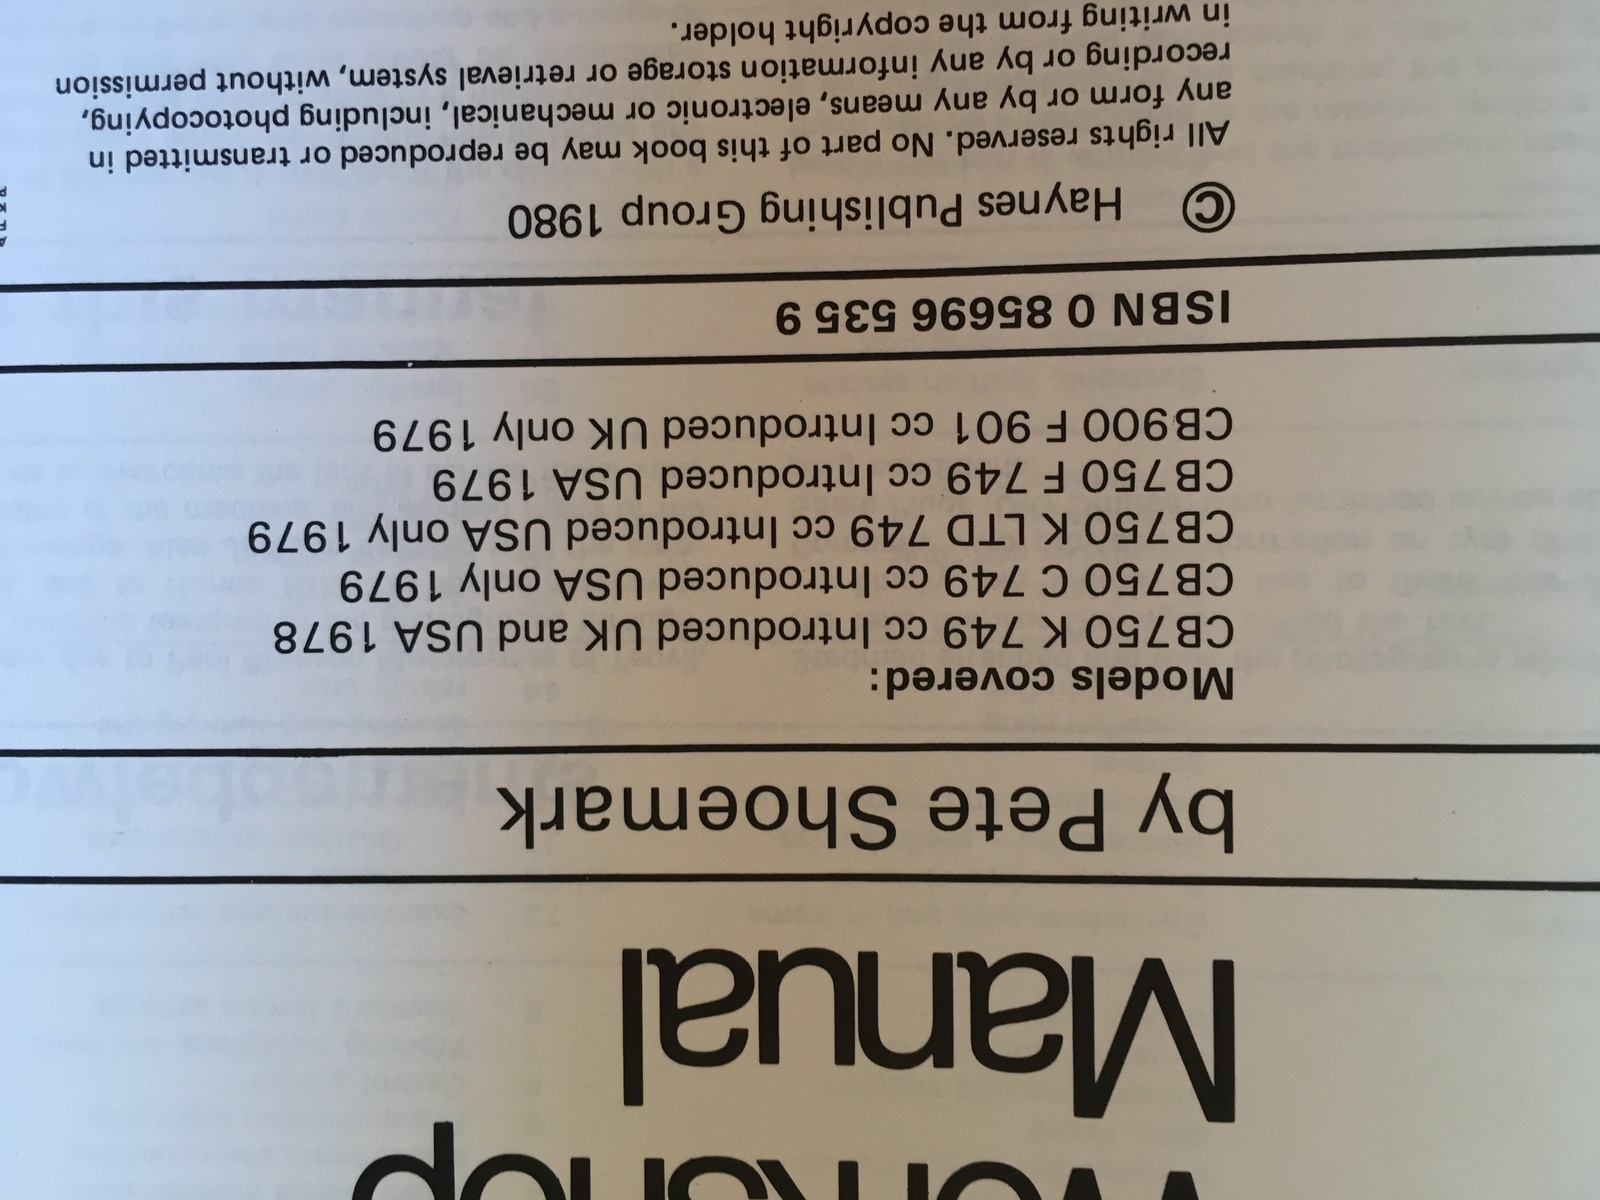 Workshop
Manual
by Pete Shoemark
Models covered:
CB750 K 749 cc Introduced UK and USA 1978
CB750 C 749 cc Introduced USA only 1979
CB750 K LTD 749 cc Introduced USA only 1979
CB750 F 749 cc Introduced USA 1979
CB900 F 901 cc Introduced UK only 1979
ISBN 0 85696 535 9
© Haynes Publishing Group 1980
All rights reserved. No part of this book may be reproduced or transmitted in
any form or by any means, electronic or mechanical, including photocopying,
recording or by any information storage or retrieval system, without permission
in writing from the copyright holder.